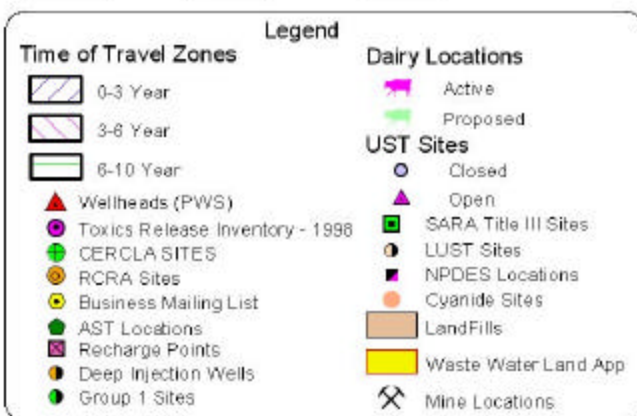 Legend
Time of Travel Zones
0-3 Year
3-6 Year
6-10 Year
Wellheads (PWS)
Toxics Release Inventory - 1998
CERCLA SITES
RCRA Sites
Business Mailing List
AST Locations
Recharge Points
Deep Injection Wells
Group 1 Sites
Dairy Locations
Active
Proposed
UST Sites
Closed
Open
SARA Title III Sites
LUST Sites
NPDES Locations
Cyanide Sites
LandFills
Waste Water Land App
Mine Locations